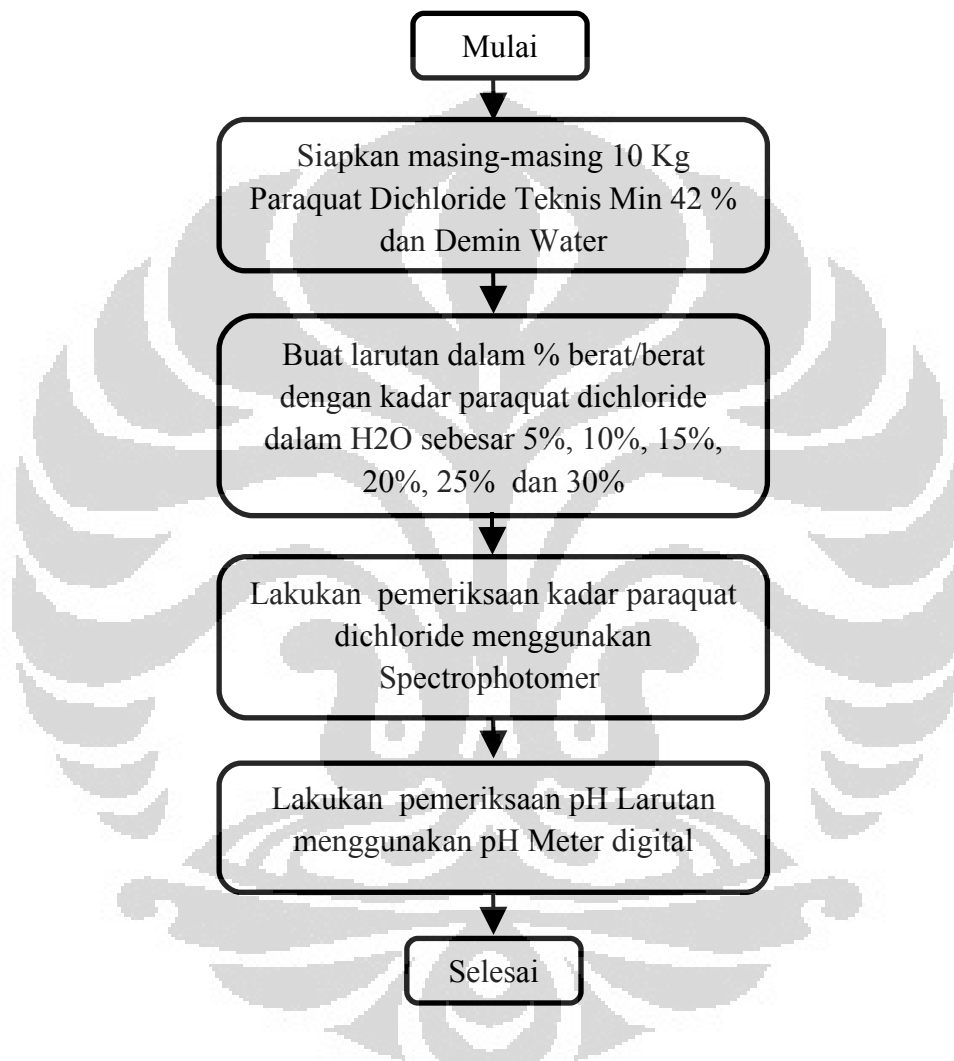 Mulai
Siapkan masing-masing 10 Kg
Paraquat Dichloride Teknis Min 42 %
dan Demin Water
Buat larutan dalam % berat/berat
dengan kadar paraquat dichloride
dalam H2O sebesar 5%, 10%, 15%,
20%, 25% dan 30%
Lakukan pemeriksaan kadar paraquat
dichloride menggunakan
Spectrophotomer
Lakukan pemeriksaan pH Larutan
menggunakan pH Meter digital
Selesai